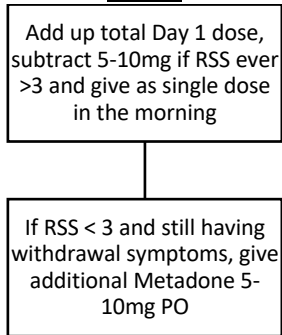 Add up total Day 1 dose,
subtract 5-10mg if RSS ever
>3 and give as single dose
in the morning
If RSS < 3 and still having
withdrawal symptoms, give
additional Metadone 5-
10mg PO